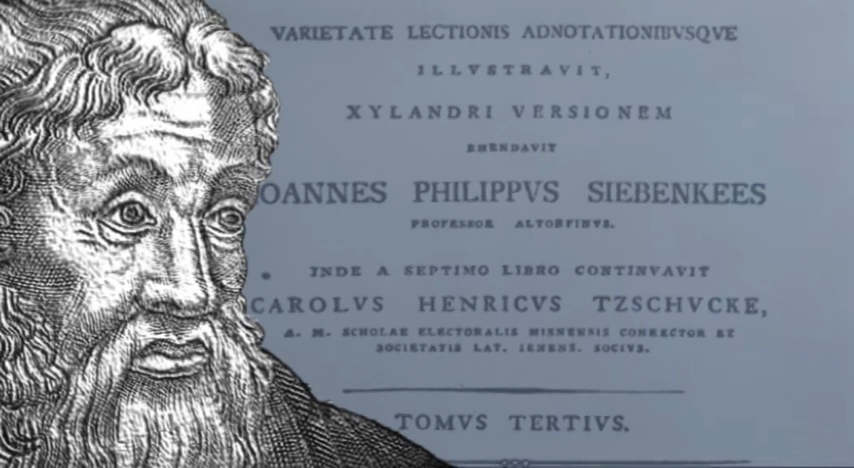 VARIETATE LECTIONIS ADNOTATIONIBVSQVE
ILLVSTRAVIT,
XYLANDRI VERSIONEM
EMENDAVIT
OANNES PHILIPPVS SIEBENKEES
PROFESSOR ALTORFINVS.
INDE A SEPTIMO LIBRO CONTINVAVIT
CAROLVS HENRICVS TZSCHVCKE,
A. M. SCHOLAE ELECTORALIS MISNENSIS CONRECTOR ET
SOCIETATIS LAT. IENENS. SOCIVS.
TOMVS TERTIVS.